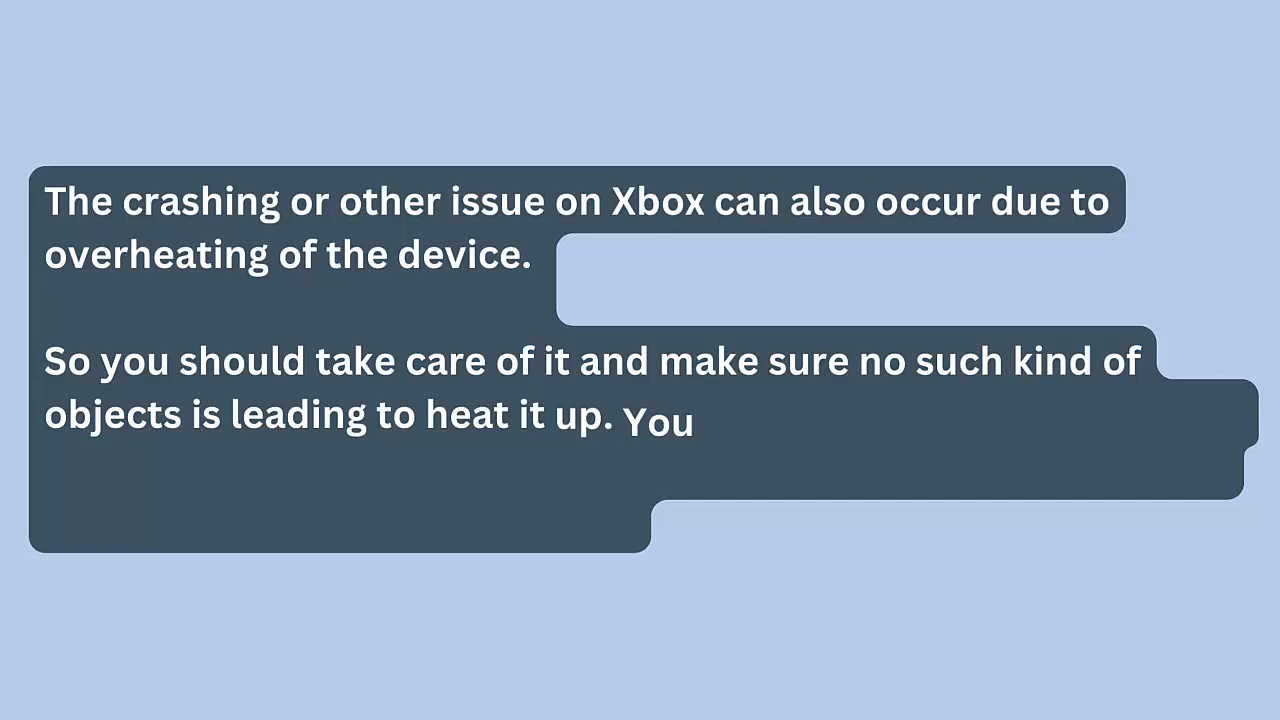 The crashing or other issue on Xbox can also occur due to
overheating of the device.
So you should take care of it and make sure no such kind of
objects is leading to heat it up. You